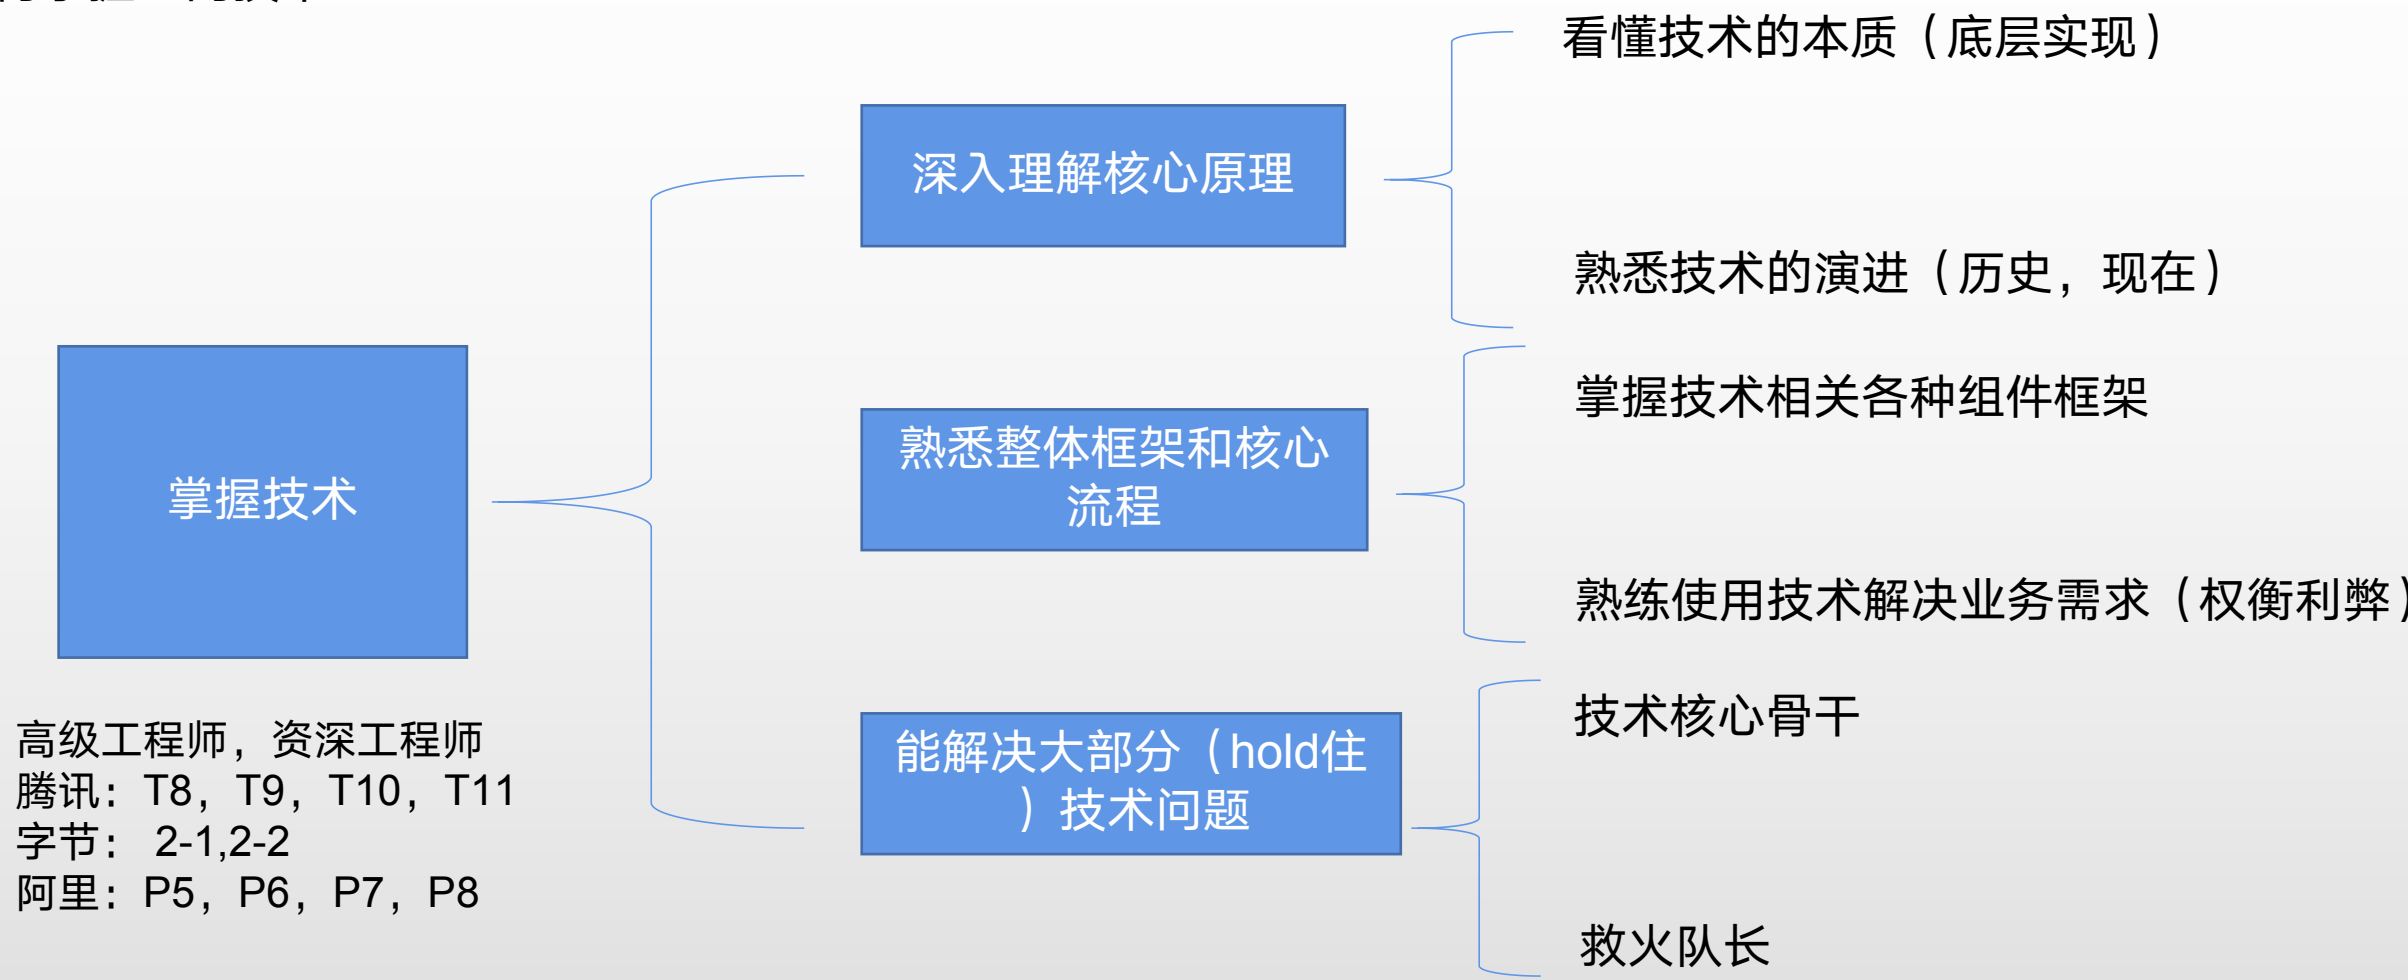 看懂技术的本质（底层实现）
深入理解核心原理
熟悉技术的演进（历史，现在）
掌握技术
掌握技术相关各种组件框架
熟悉整体框架和核心
流程
熟练使用技术解决业务需求（权衡利弊）
技术核心骨干
能解决大部分（hold住
）技术问题
救火队长
高级工程师，资深工程师
腾讯：T8，T9，T10，T11
字节： 2-1,2-2
阿里：P5，P6，P7，P8